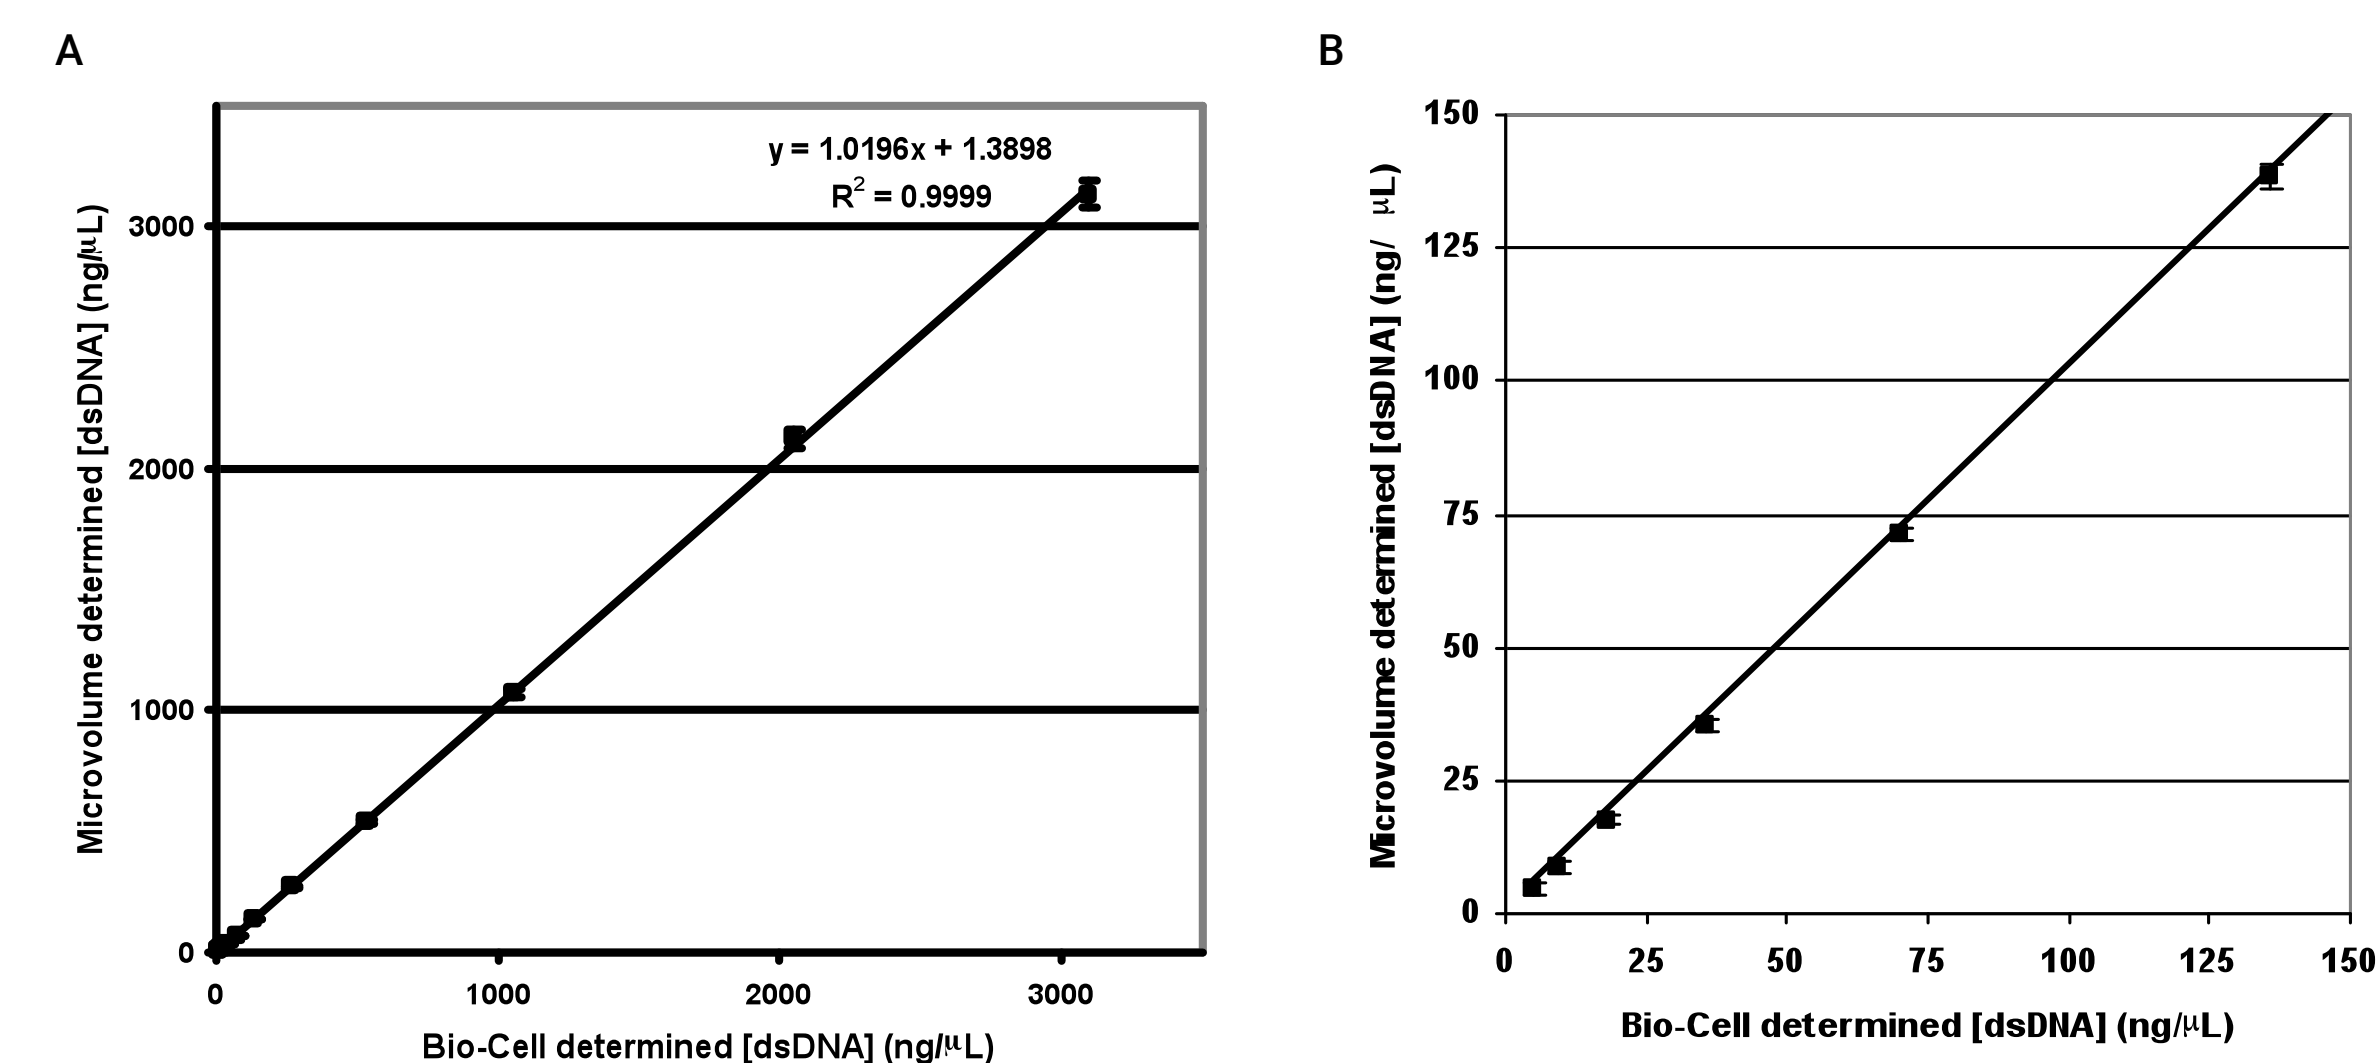 A
y = 1.0196x + 1.3898
R² = 0.9999
Microvolume determined [dsDNA] (ng/μL)
3000
2000
1000
0
0 1000 2000 3000
Bio-Cell determined [dsDNA] (ng/μL)
B
Microvolume determined [dsDNA] (ng/ μL)
150
125
100
75
50
25
0
0 25 50 75 100 125 150
Bio-Cell determined [dsDNA] (ng/μL)